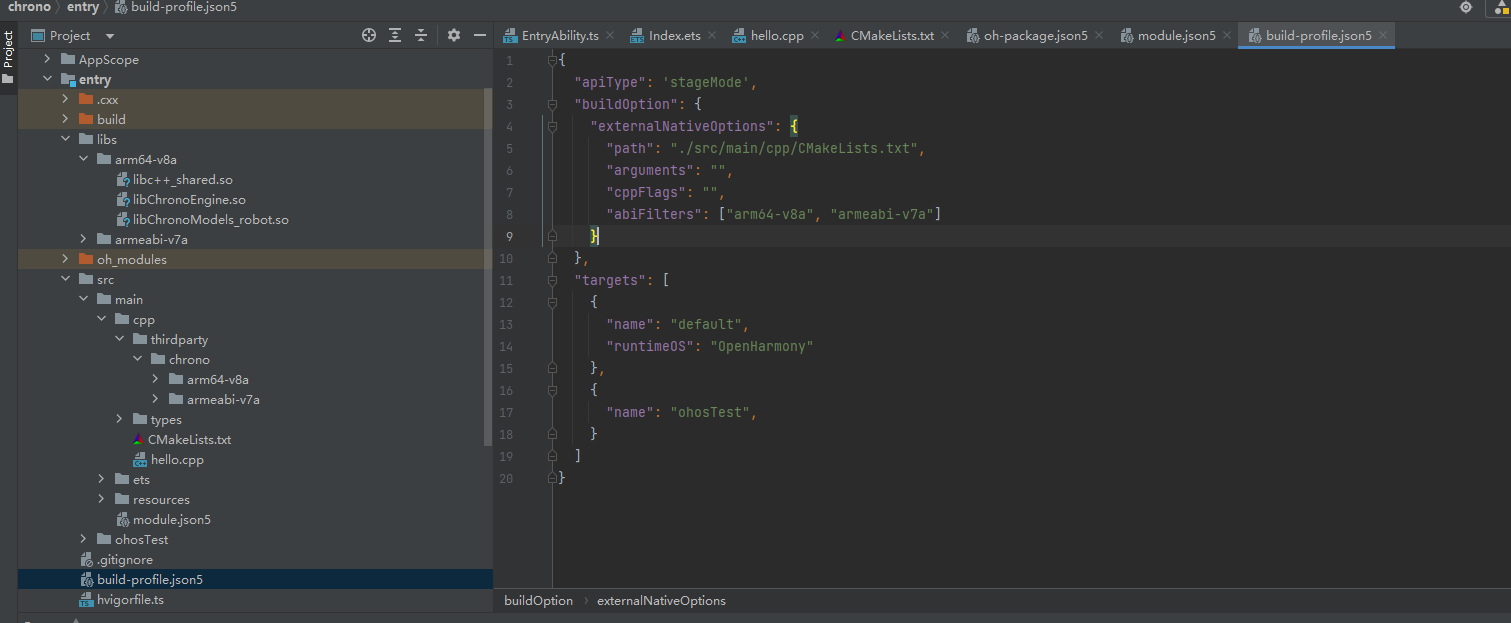 chrono entry build-profile.json5
Project
Project
EntryAbility.ts
Index.ets
hello.cpp
CMakeLists.txt
oh-package.json5
module.json5
build-profile.json5
AppScope
entry
.cxx
build
libs
arm64-v8a
libc++_shared.so
libChronoEngine.so
libChronoModels_robot.so
armeabi-v7a
oh_modules
src
main
cpp
thirdparty
chrono
arm64-v8a
armeabi-v7a
types
CMakeLists.txt
hello.cpp
ets
resources
module.json5
ohosTest
.gitignore
build-profile.json5
hvigorfile.ts
1 {
2 "apiType": 'stageMode',
3 "buildOption": {
4 "externalNativeOptions": {
5 "path": "./src/main/cpp/CMakeLists.txt",
6 "arguments": "",
7 "cppFlags": "",
8 "abiFilters": ["arm64-v8a", "armeabi-v7a"]
9 }
10 },
11 "targets": [
12 {
13 "name": "default",
14 "runtimeOS": "OpenHarmony"
15 },
16 {
17 "name": "ohosTest",
18 }
19 ]
20 }
buildOption externalNativeOptions